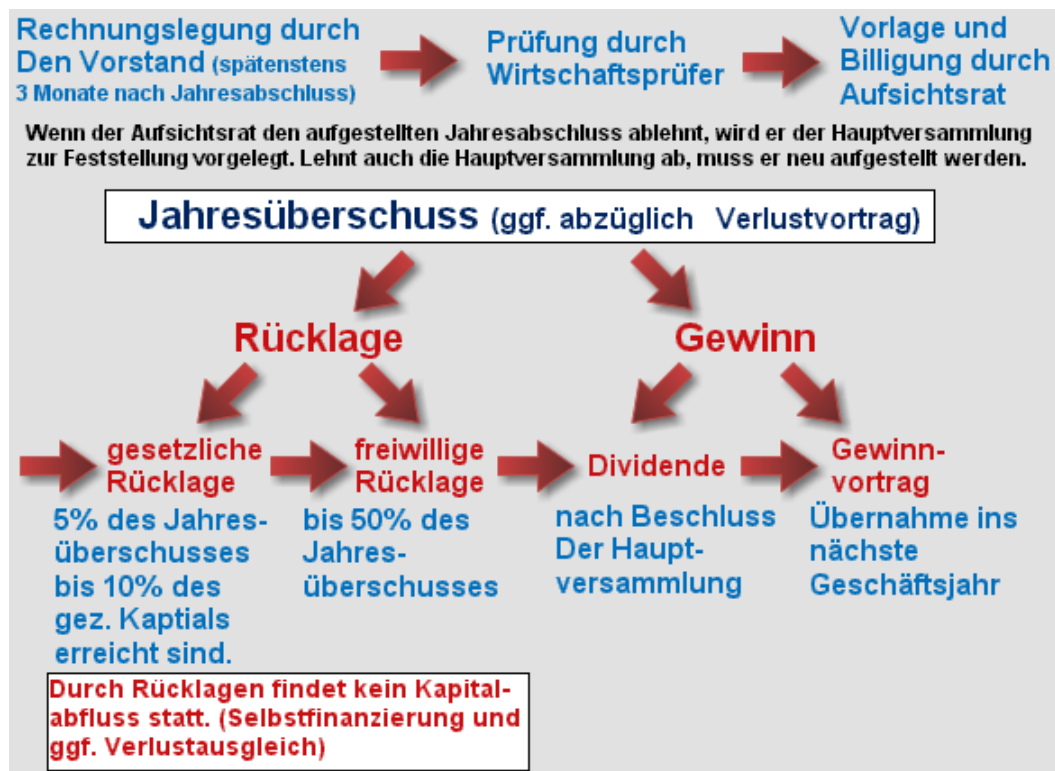 Rechnungslegung durch
Den Vorstand (spätenstens
3 Monate nach Jahresabschluss)
Prüfung durch
Wirtschaftsprüfer
Vorlage und
Billigung durch
Aufsichtsrat
Wenn der Aufsichtsrat den aufgestellten Jahresabschluss ablehnt, wird er der Hauptversammlung
zur Feststellung vorgelegt. Lehnt auch die Hauptversammlung ab, muss er neu aufgestellt werden.
Jahresüberschuss (ggf. abzüglich Verlustvortrag)
Rücklage
Gewinn
gesetzliche
Rücklage
5% des Jahres-
überschusses
bis 10% des
gez. Kaptials
erreicht sind.
freiwillige
Rücklage
bis 50% des
Jahres-
überschusses
Dividende
nach Beschluss
Der Haupt-
versammlung
Gewinn-
vortrag
Übernahme ins
nächste
Geschäftsjahr
Durch Rücklagen findet kein Kapital-
abfluss statt. (Selbstfinanzierung und
ggf. Verlustausgleich)